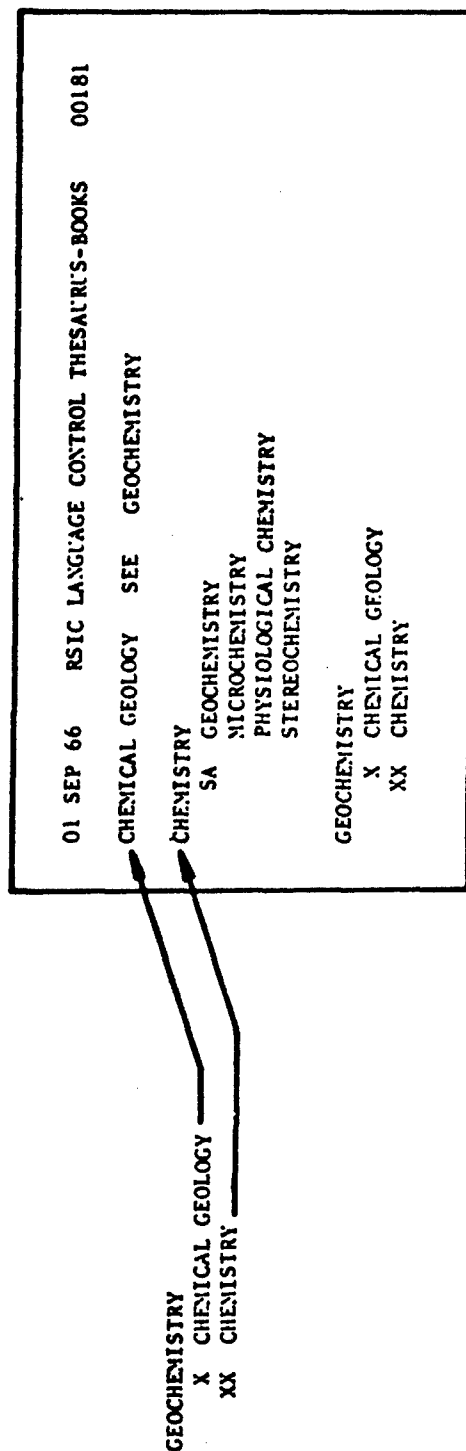 GEOCHEMISTRY
X CHEMICAL GEOLOGY
XX CHEMISTRY
01 SEP 66 RSIC LANGUAGE CONTROL THESAURUS-BOOKS 00181
CHEMICAL GEOLOGY SEE GEOCHEMISTRY
CHEMISTRY
SA GEOCHEMISTRY
MICROCHEMISTRY
PHYSIOLOGICAL CHEMISTRY
STEREOCHEMISTRY
GEOCHEMISTRY
X CHEMICAL GEOLOGY
XX CHEMISTRY